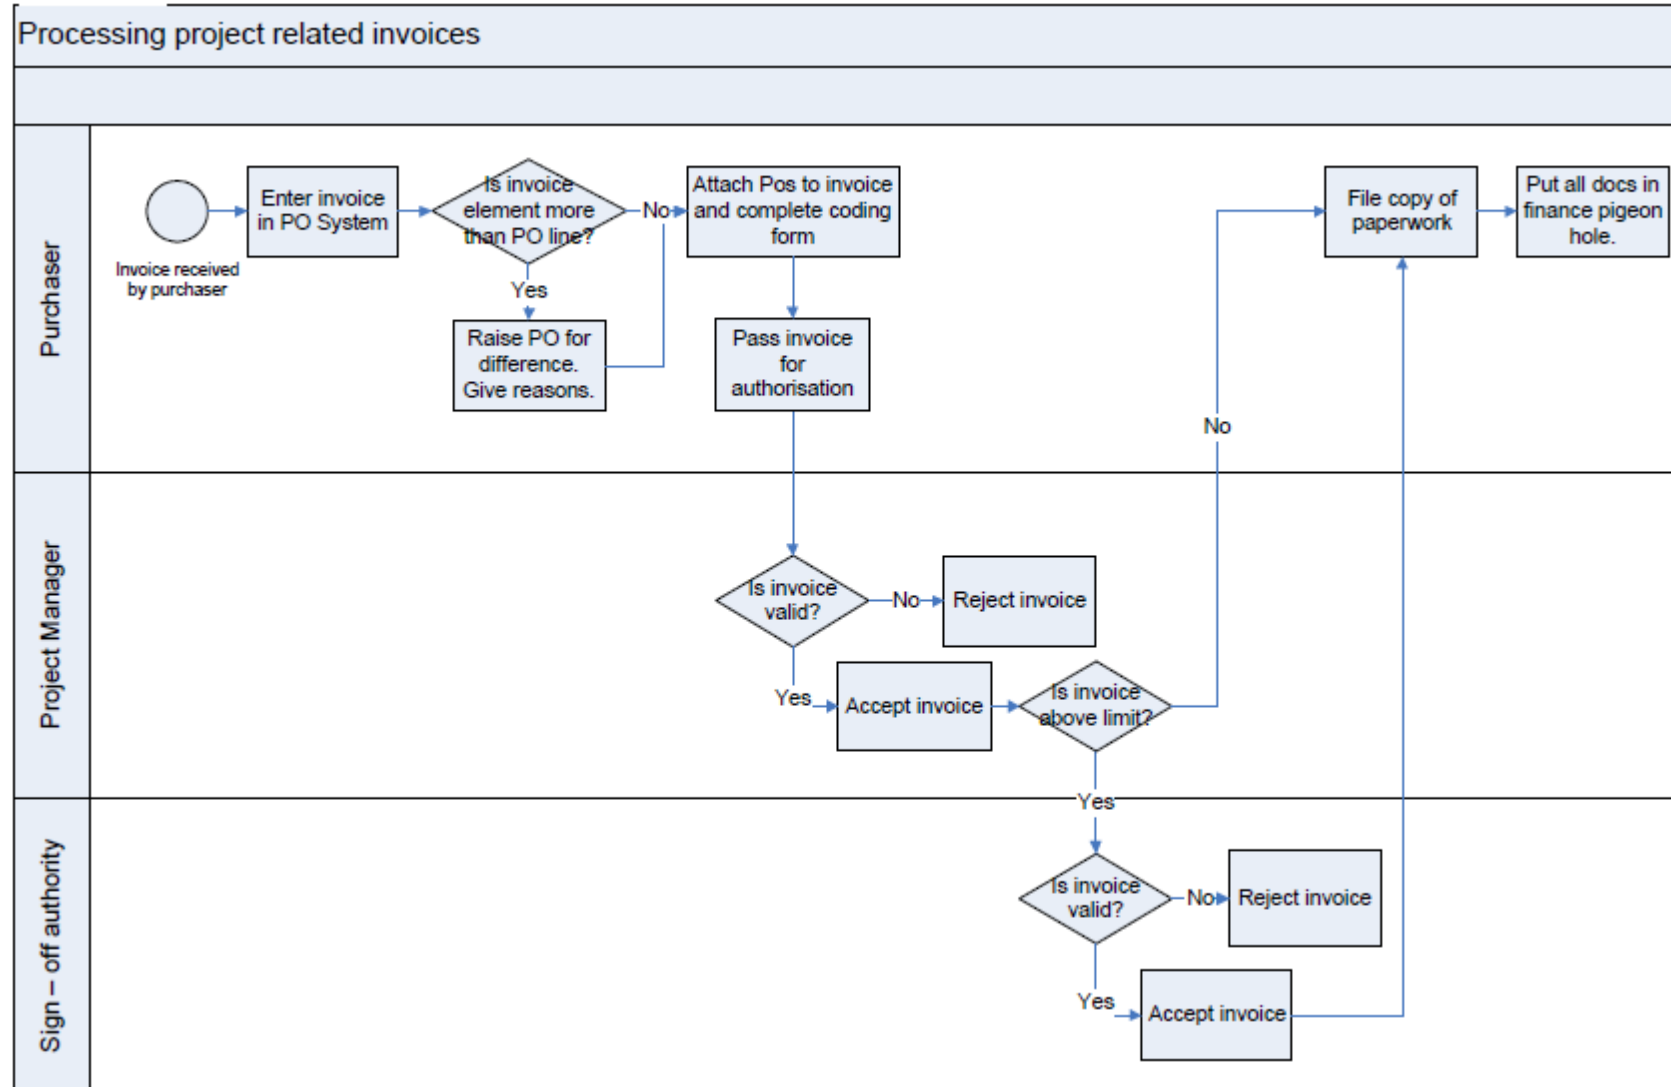 Processing project related invoices
Purchaser
Invoice received
by purchaser
Enter invoice
in PO System
Is invoice
element more
than PO line?
No
Yes
Raise PO for
difference.
Give reasons.
Attach Pos to invoice
and complete coding
form
Pass invoice
for
authorisation
File copy of
paperwork
Put all docs in
finance pigeon
hole.
No
Project Manager
Is invoice
valid?
No
Reject invoice
Yes
Accept invoice
Is invoice
above limit?
Yes
Sign – off authority
Is invoice
valid?
No
Reject invoice
Yes
Accept invoice